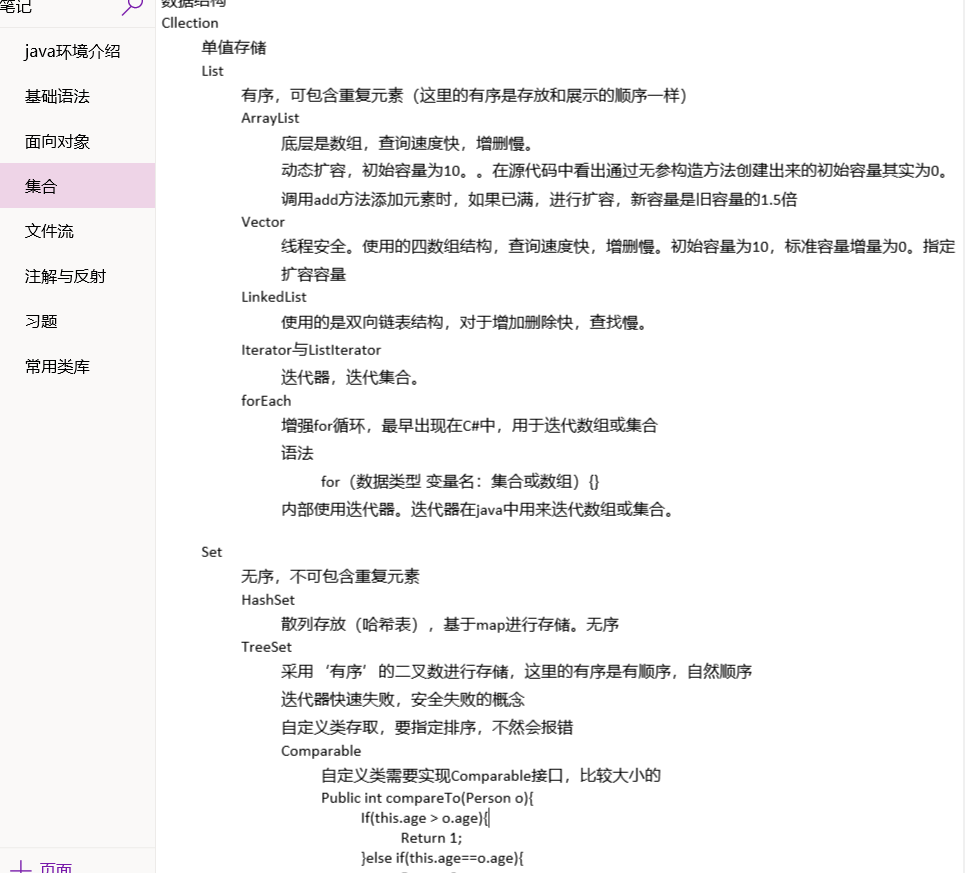 笔记
java环境介绍
基础语法
面向对象
集合
文件流
注解与反射
习题
常用类库
页面
数据结构
Cllection
单值存储
List
有序，可包含重复元素（这里的有序是存放和展示的顺序一样）
ArrayList
底层是数组，查询速度快，增删慢。
动态扩容，初始容量为10。。在源代码中看出通过无参构造方法创建出来的初始容量其实为0。
调用add方法添加元素时，如果已满，进行扩容，新容量是旧容量的1.5倍
Vector
线程安全。使用的四数组结构，查询速度快，增删慢。初始容量为10，标准容量增量为0。指定
扩容容量
LinkedList
使用的是双向链表结构，对于增加删除快，查找慢。
Iterator与ListIterator
迭代器，迭代集合。
forEach
增强for循环，最早出现在C#中，用于迭代数组或集合
语法
for（数据类型 变量名：集合或数组）{}
内部使用迭代器。迭代器在java中用来迭代数组或集合。
Set
无序，不可包含重复元素
HashSet
散列存放（哈希表），基于map进行存储。无序
TreeSet
采用‘有序’的二叉数进行存储，这里的有序是有顺序，自然顺序
迭代器快速失败，安全失败的概念
自定义类存取，要指定排序，不然会报错
Comparable
自定义类需要实现Comparable接口，比较大小的
Public int compareTo(Person o){
If(this.age > o.age){
Return 1;
}else if(this.age==o.age){